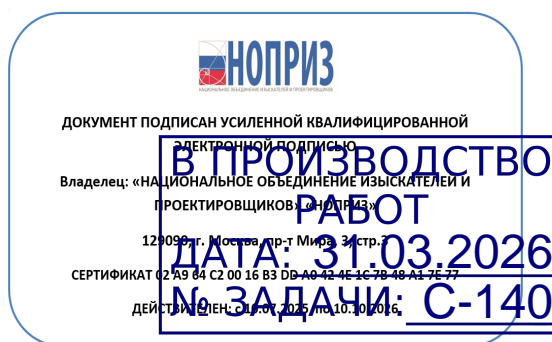 НОПРИЗ
НАЦИОНАЛЬНОЕ ОБЪЕДИНЕНИЕ ИЗЫСКАТЕЛЕЙ И ПРОЕКТИРОВЩИКОВ
ДОКУМЕНТ ПОДПИСАН УСИЛЕННОЙ КВАЛИФИЦИРОВАННОЙ
ЭЛЕКТРОННОЙ ПОДПИСЬЮ
Владелец: «НАЦИОНАЛЬНОЕ ОБЪЕДИНЕНИЕ ИЗЫСКАТЕЛЕЙ И
ПРОЕКТИРОВЩИКОВ» «НОПРИЗ»
129090, г. Москва, пр-т Мира, 3, стр.3
СЕРТИФИКАТ 02 A9 64 C2 00 16 B3 DD A0 42 4E 1C 7B 48 A1 7E 77
ДЕЙСТВИТЕЛЕН: с 10.07.2025 по 10.10.2026
В ПРОИЗВОДСТВО
РАБОТ
ДАТА: 31.03.2026
№ ЗАДАЧИ: С-140